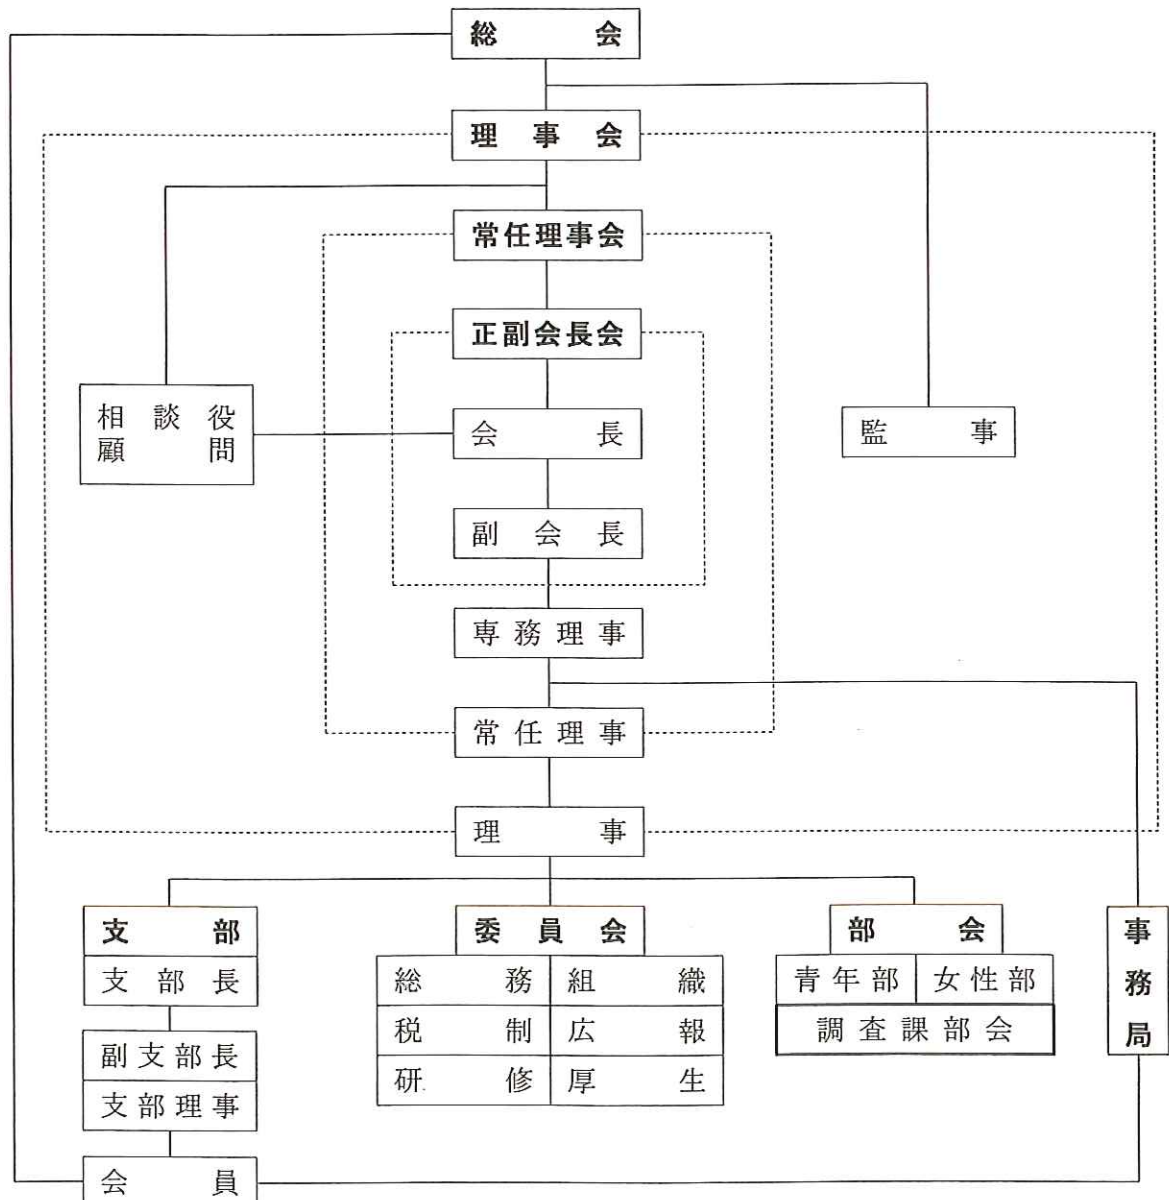 総会
理事会
常任理事会
正副会長会
相談役
顧問
会長
監事
副会長
専務理事
常任理事
理事
支部
支部長
副支部長
支部理事
会員
委員会
総務
組織
税制
広報
研修
厚生
部会
青年部
女性部
調査課部会
事務局